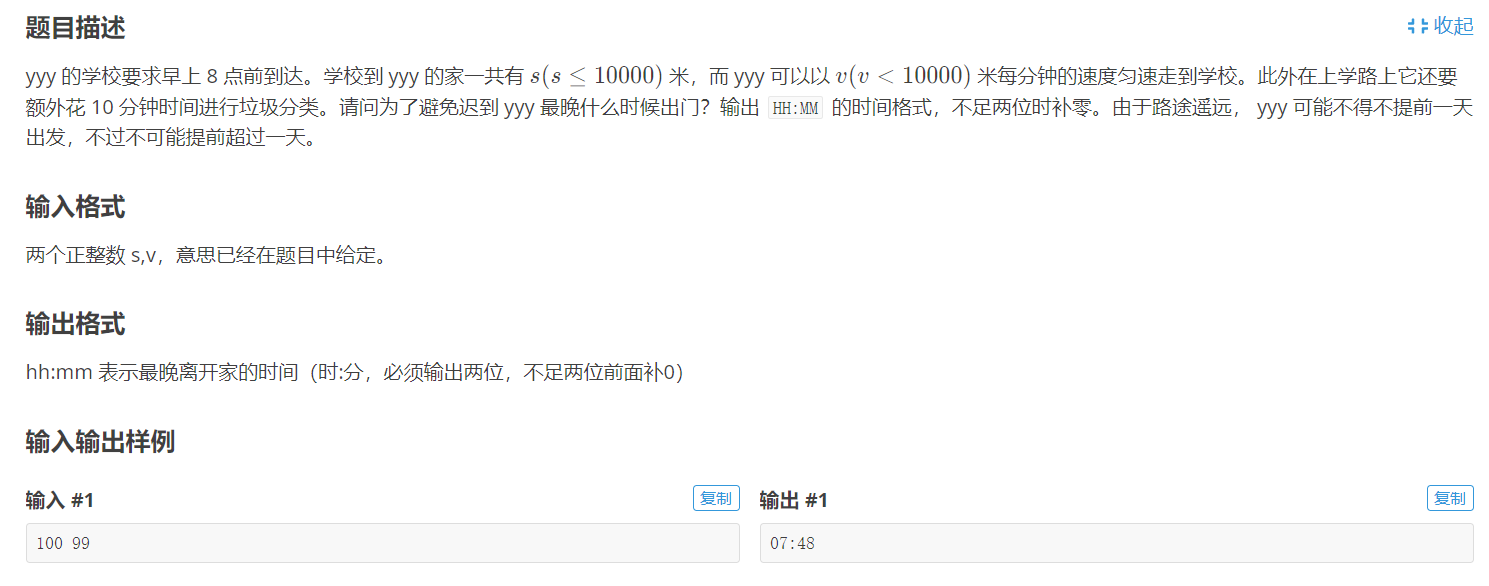 题目描述
收起
yyy 的学校要求早上 8 点前到达。学校到 yyy 的家一共有 s(s ≤ 10000) 米，而 yyy 可以以 v(v < 10000) 米每分钟的速度匀速走到学校。此外在上学路上它还要
额外花 10 分钟时间进行垃圾分类。请问为了避免迟到 yyy 最晚什么时候出门？输出 HH:MM 的时间格式，不足两位时补零。由于路途遥远， yyy 可能不得不提前一天
出发，不过不可能提前超过一天。
输入格式
两个正整数 s,v，意思已经在题目中给定。
输出格式
hh:mm 表示最晚离开家的时间（时:分，必须输出两位，不足两位前面补0）
输入输出样例
输入 #1
复制
100 99
输出 #1
复制
07:48